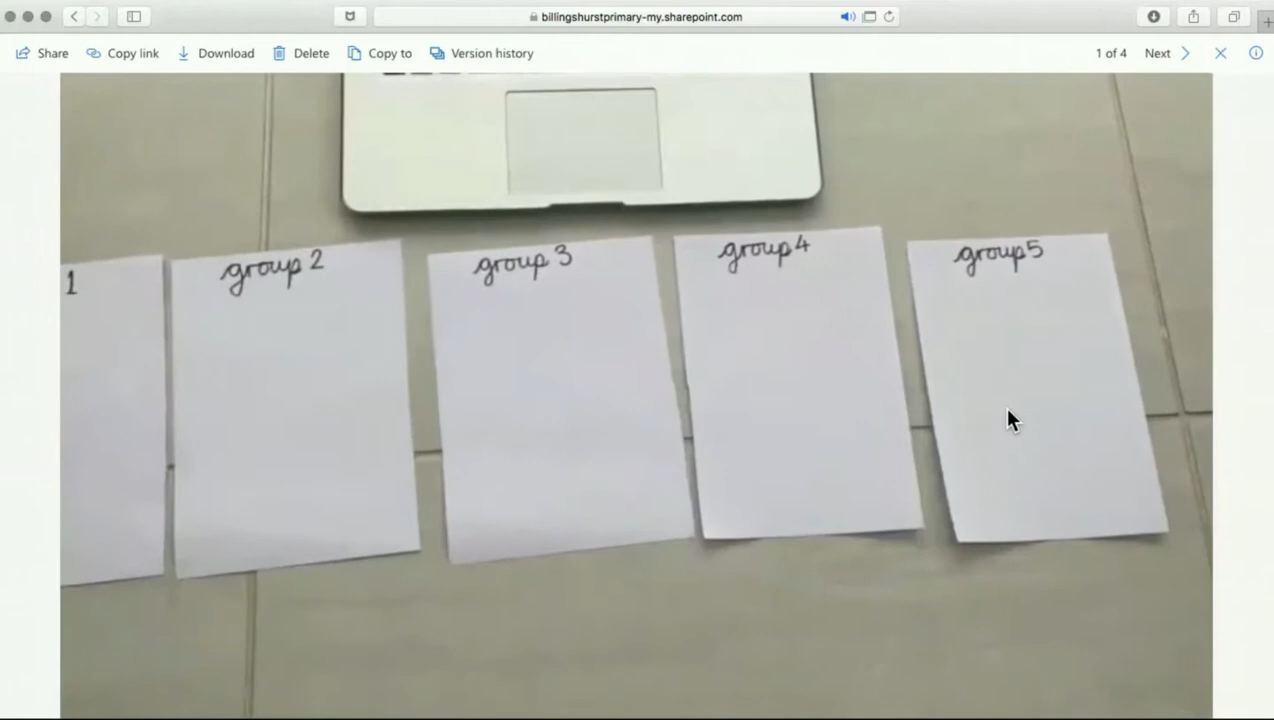 billingshurstprimary-my.sharepoint.com
Share Copy link Download Delete Copy to Version history 1 of 4 Next
1 group 2 group 3 group 4 group 5